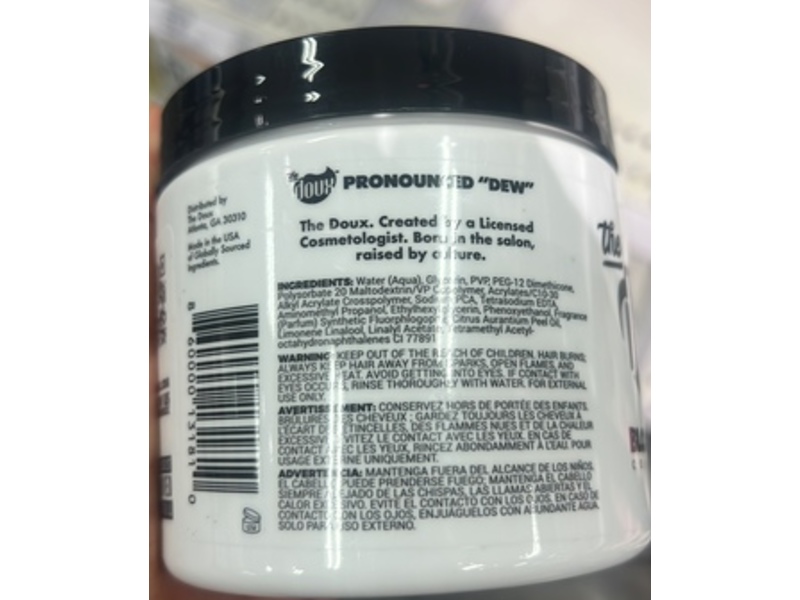 the Doux PRONOUNCED "DEW"
The Doux. Created by a Licensed
Cosmetologist. Born in the salon,
raised by culture.
Distributed by
The Doux
Atlanta, GA 30310
Made in the USA
of Globally Sourced
Ingredients.
INGREDIENTS: Water (Aqua), Glycerin, PVP, PEG-12 Dimethicone,
Polysorbate 20 Maltodextrin/VP Copolymer, Acrylates/C10-30
Alkyl Acrylate Crosspolymer, Sodium PCA, Tetrasodium EDTA
Aminomethyl Propanol, Ethylhexylglycerin, Phenoxyethanol, Fragrance
(Parfum) Synthetic Fluorphlogopite, Citrus Aurantium Peel Oil,
Limonene Linalool, Linalyl Acetate, Tetramethyl Acetyl-
octahydronaphthalenes CI 77891
WARNING: KEEP OUT OF THE REACH OF CHILDREN. HAIR BURNS;
ALWAYS KEEP HAIR AWAY FROM SPARKS, OPEN FLAMES, AND
EXCESSIVE HEAT. AVOID GETTING INTO EYES. IF CONTACT WITH
EYES OCCURS, RINSE THOROUGHLY WITH WATER. FOR EXTERNAL
USE ONLY.
AVERTISSEMENT: CONSERVEZ HORS DE PORTÉE DES ENFANTS.
BRÛLURES DES CHEVEUX ; GARDEZ TOUJOURS LES CHEVEUX À
L'ÉCART DES ÉTINCELLES, DES FLAMMES NUES ET DE LA CHALEUR
EXCESSIVE. ÉVITEZ LE CONTACT AVEC LES YEUX. EN CAS DE
CONTACT AVEC LES YEUX, RINCEZ ABONDAMMENT À L'EAU. POUR
USAGE EXTERNE UNIQUEMENT.
ADVERTENCIA: MANTENGA FUERA DEL ALCANCE DE LOS NIÑOS.
EL CABELLO PUEDE PRENDERSE FUEGO; MANTENGA EL CABELLO
SIEMPRE ALEJADO DE LAS CHISPAS, LAS LLAMAS ABIERTAS Y EL
CALOR EXCESIVO. EVITE EL CONTACTO CON LOS OJOS. EN CASO DE
CONTACTO CON LOS OJOS, ENJUÁGUELOS CON ABUNDANTE AGUA.
SOLO PARA USO EXTERNO.
8 60000 13181 0
the